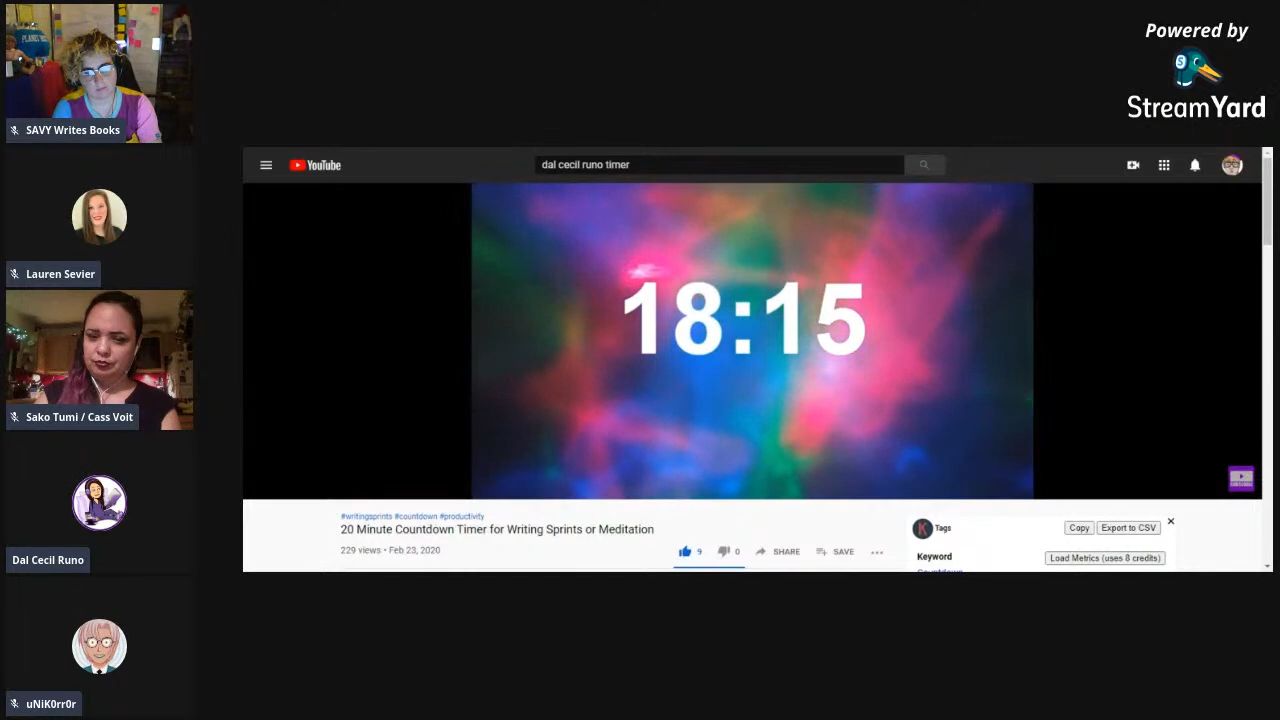 SAVY Writes Books
Lauren Sevier
Sako Tumi / Cass Voit
Dal Cecil Runo
uNiK0rr0r
Powered by
StreamYard
YouTube
dal cecil runo timer
18:15
#writingsprints #countdown #productivity
20 Minute Countdown Timer for Writing Sprints or Meditation
229 views • Feb 23, 2020
9 0 SHARE SAVE
Tags Copy Export to CSV
Keyword Load Metrics (uses 8 credits)